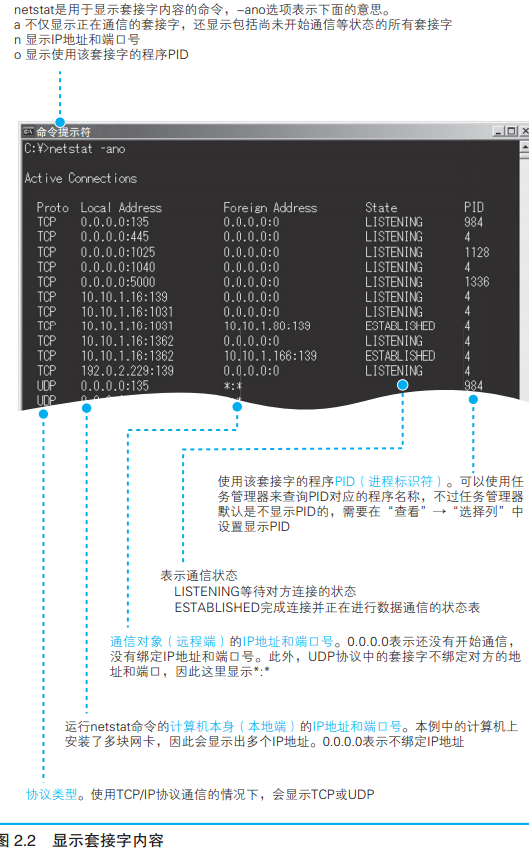 netstat是用于显示套接字内容的命令，–ano选项表示下面的意思。
a 不仅显示正在通信的套接字，还显示包括尚未开始通信等状态的所有套接字
n 显示IP地址和端口号
o 显示使用该套接字的程序PID
命令提示符
C:¥>netstat -ano
Active Connections
Proto Local Address Foreign Address State PID
TCP 0.0.0.0:135 0.0.0.0:0 LISTENING 984
TCP 0.0.0.0:445 0.0.0.0:0 LISTENING 4
TCP 0.0.0.0:1025 0.0.0.0:0 LISTENING 1128
TCP 0.0.0.0:1040 0.0.0.0:0 LISTENING 4
TCP 0.0.0.0:5000 0.0.0.0:0 LISTENING 1336
TCP 10.10.1.16:139 0.0.0.0:0 LISTENING 4
TCP 10.10.1.16:1031 0.0.0.0:0 LISTENING 4
TCP 10.10.1.16:1031 10.10.1.80:139 ESTABLISHED 4
TCP 10.10.1.16:1362 0.0.0.0:0 LISTENING 4
TCP 10.10.1.16:1362 10.10.1.166:139 ESTABLISHED 4
TCP 192.0.2.229:139 0.0.0.0:0 LISTENING 4
UDP 0.0.0.0:135 *:* 984
UDP
使用该套接字的程序PID（进程标识符）。可以使用任
务管理器来查询PID对应的程序名称，不过任务管理器
默认是不显示PID的，需要在“查看”→“选择列”中
设置显示PID
表示通信状态
LISTENING等待对方连接的状态
ESTABLISHED完成连接并正在进行数据通信的状态表
通信对象（远程端）的IP地址和端口号。0.0.0.0表示还没有开始通信，
没有绑定IP地址和端口号。此外，UDP协议中的套接字不绑定对方的地
址和端口，因此这里显示*:*
运行netstat命令的计算机本身（本地端）的IP地址和端口号。本例中的计算机上
安装了多块网卡，因此会显示出多个IP地址。0.0.0.0表示不绑定IP地址
协议类型。使用TCP/IP协议通信的情况下，会显示TCP或UDP
图 2.2 显示套接字内容